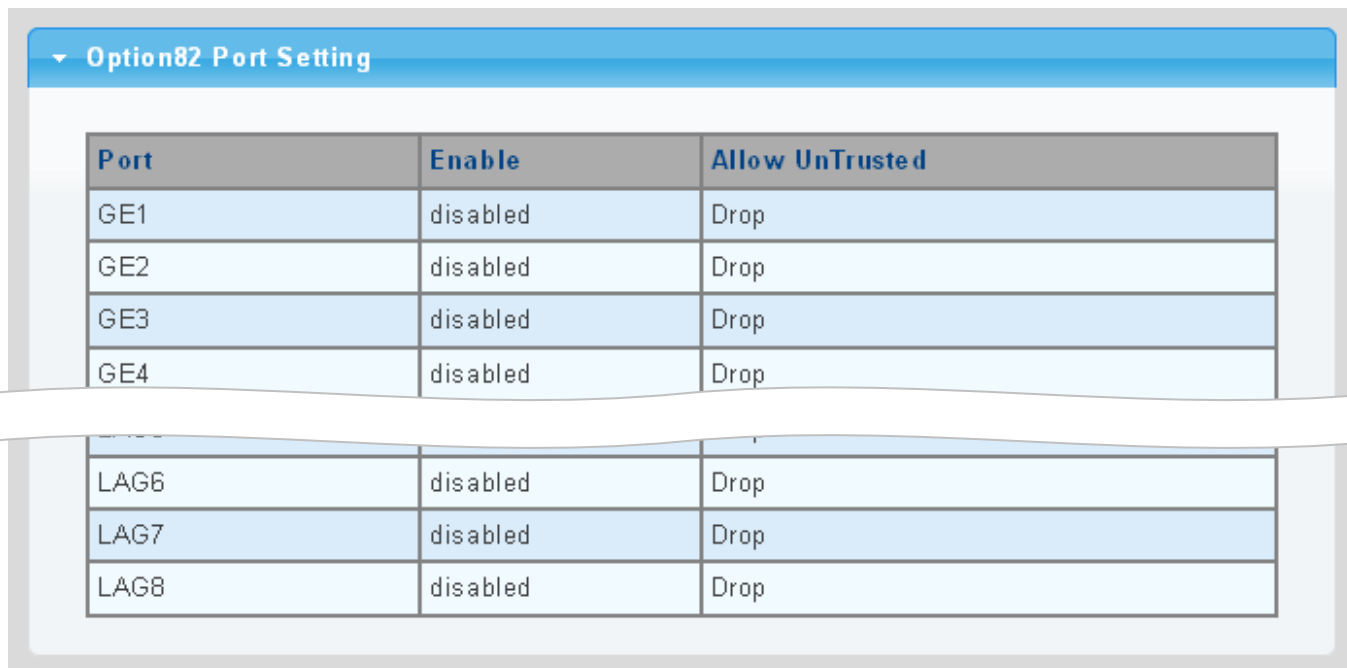 Option82 Port Setting
Port Enable Allow UnTrusted
GE1 disabled Drop
GE2 disabled Drop
GE3 disabled Drop
GE4 disabled Drop
LAG6 disabled Drop
LAG7 disabled Drop
LAG8 disabled Drop